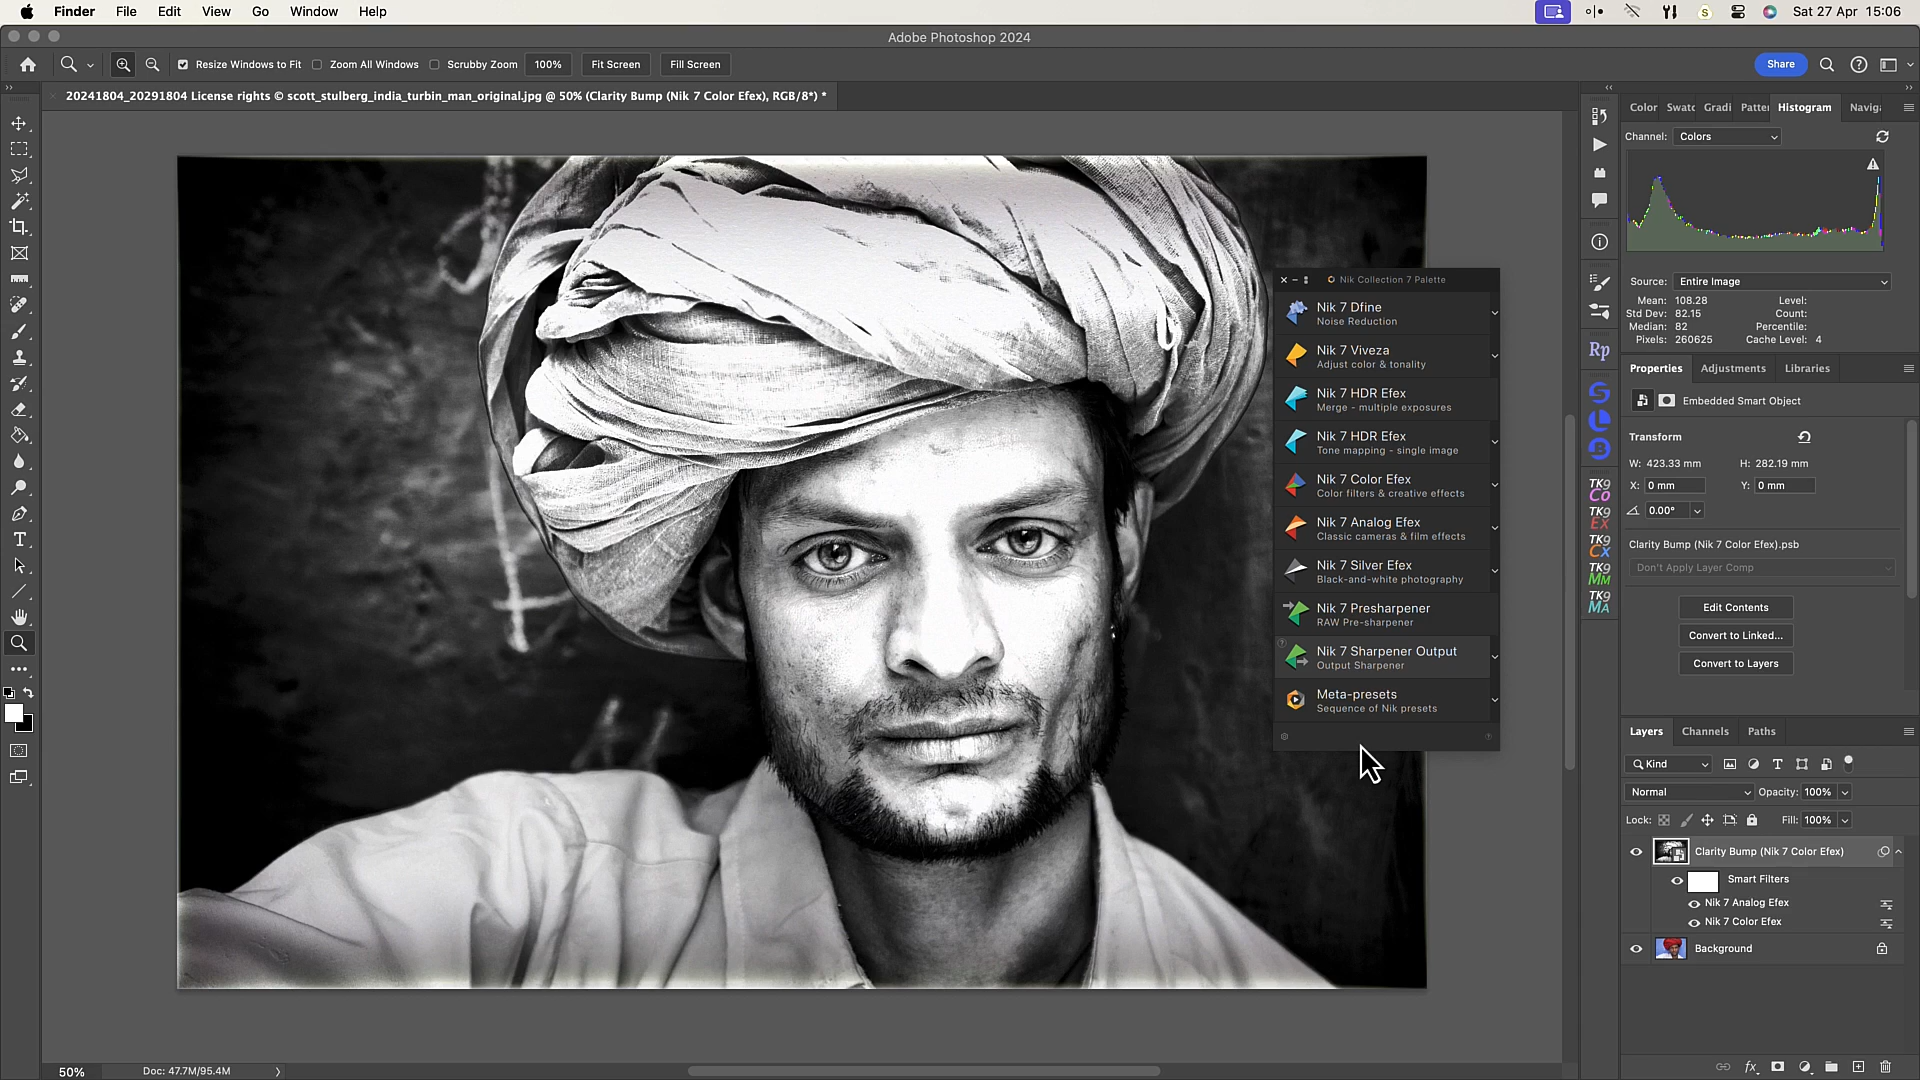 Finder File Edit View Go Window Help
Sat 27 Apr 15:06
Adobe Photoshop 2024
Resize Windows to Fit Zoom All Windows Scrubby Zoom 100% Fit Screen Fill Screen
Share
20241804_20291804 License rights © scott_stulberg_india_turbin_man_original.jpg @ 50% (Clarity Bump (Nik 7 Color Efex), RGB/8*) *
Color Swatc Gradi Patter Histogram Naviga
Channel: Colors
Source: Entire Image
Mean: 108.28 Level:
Std Dev: 82.15 Count:
Median: 82 Percentile:
Pixels: 260625 Cache Level: 4
Properties Adjustments Libraries
Embedded Smart Object
Transform
W: 423.33 mm H: 282.19 mm
X: 0 mm Y: 0 mm
0.00°
Clarity Bump (Nik 7 Color Efex).psb
Don't Apply Layer Comp
Edit Contents
Convert to Linked...
Convert to Layers
Rp
TK9
Co
TK9
Ex
TK9
Cx
TK9
MM
TK9
MA
Nik Collection 7 Palette
Nik 7 Dfine
Noise Reduction
Nik 7 Viveza
Adjust color & tonality
Nik 7 HDR Efex
Merge - multiple exposures
Nik 7 HDR Efex
Tone mapping - single image
Nik 7 Color Efex
Color filters & creative effects
Nik 7 Analog Efex
Classic cameras & film effects
Nik 7 Silver Efex
Black-and-white photography
Nik 7 Presharpener
RAW Pre-sharpener
Nik 7 Sharpener Output
Output Sharpener
Meta-presets
Sequence of Nik presets
Layers Channels Paths
Kind
Normal Opacity: 100%
Lock: Fill: 100%
Clarity Bump (Nik 7 Color Efex)
Smart Filters
Nik 7 Analog Efex
Nik 7 Color Efex
Background
fx
50% Doc: 47.7M/95.4M